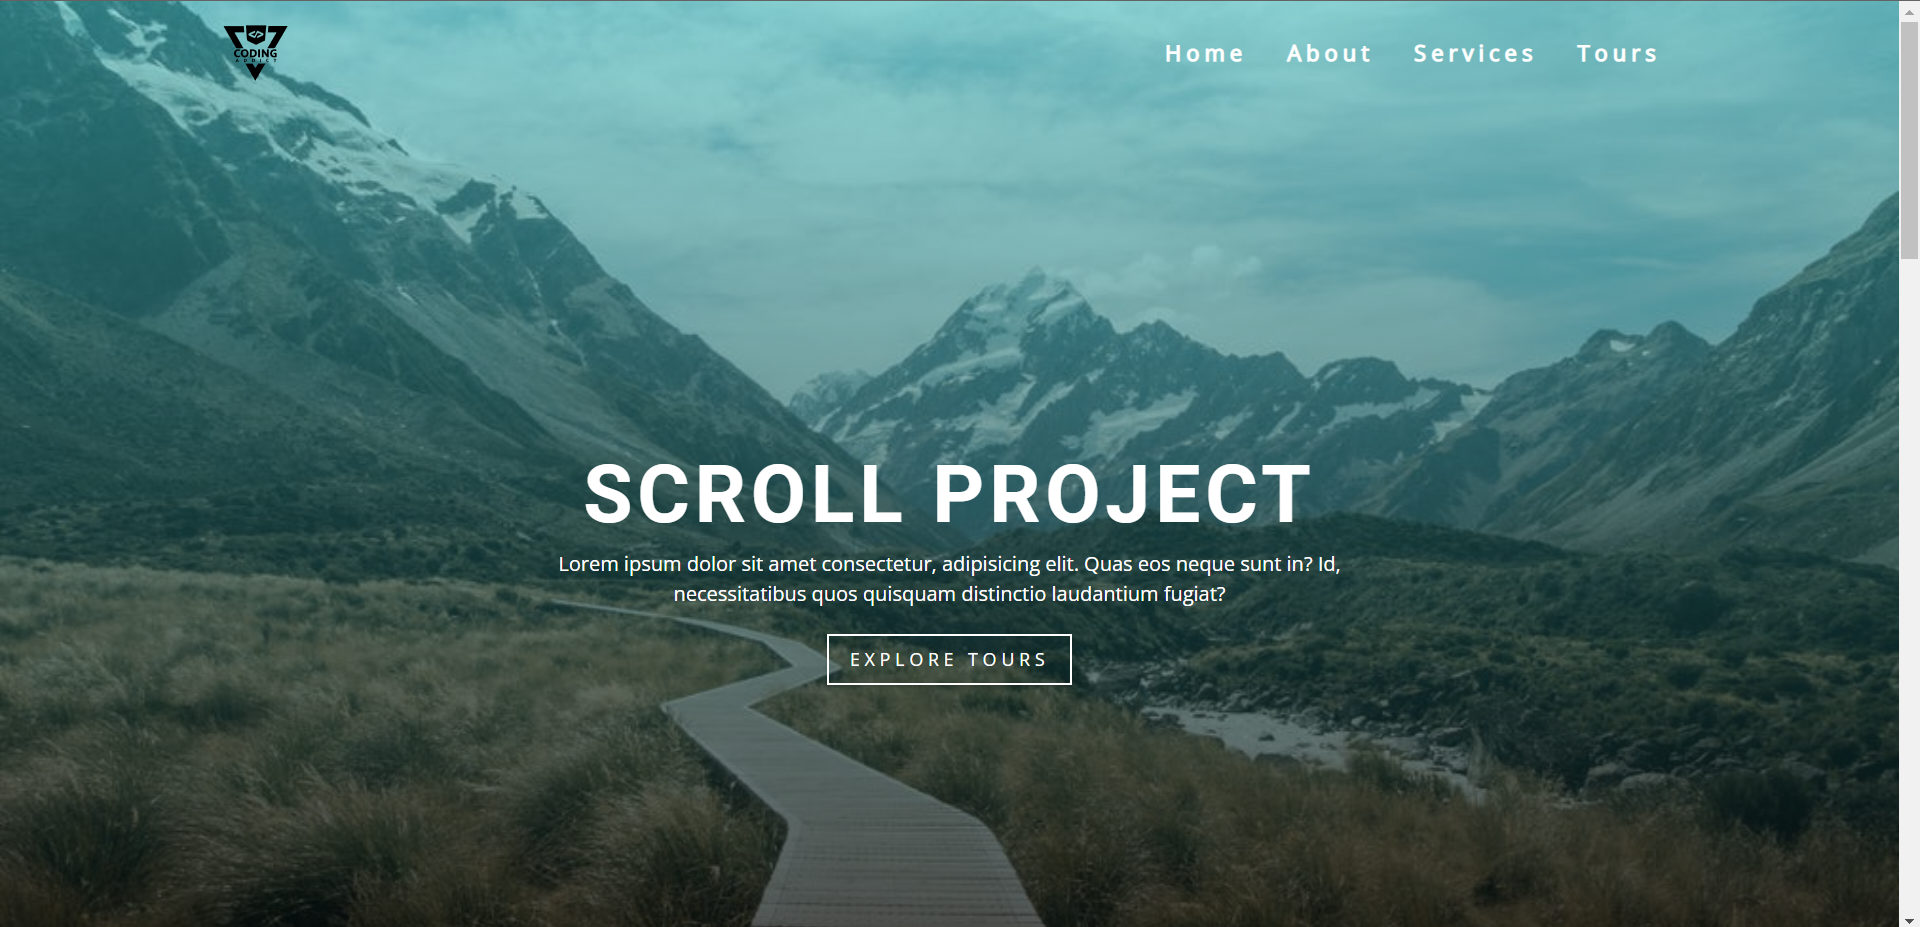 CODING
ADDICT
Home About Services Tours
SCROLL PROJECT
Lorem ipsum dolor sit amet consectetur, adipisicing elit. Quas eos neque sunt in? Id,
necessitatibus quos quisquam distinctio laudantium fugiat?
EXPLORE TOURS